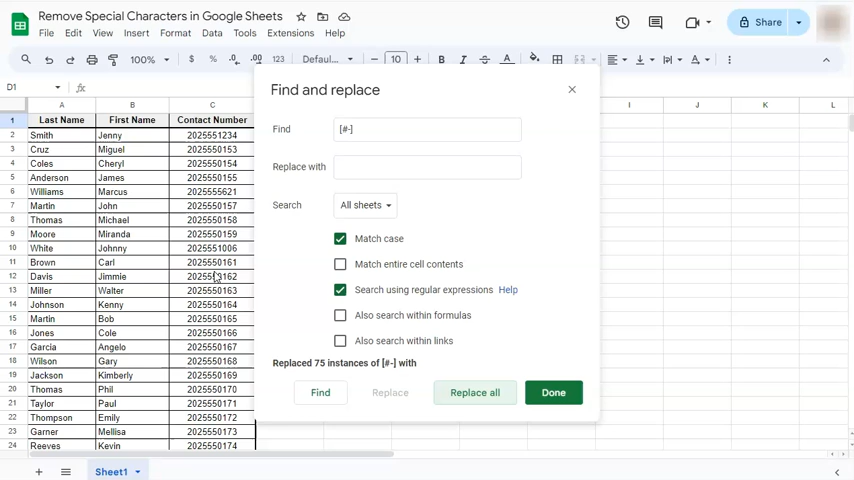 Remove Special Characters in Google Sheets
File Edit View Insert Format Data Tools Extensions Help
Share
100% $ % .0 .00 123 Defaul... 10 B I A
D1 fx
A B C I J K L
1 Last Name First Name Contact Number
2 Smith Jenny 2025551234
3 Cruz Miguel 2025550153
4 Coles Cheryl 2025550154
5 Anderson James 2025550155
6 Williams Marcus 2025555621
7 Martin John 2025550157
8 Thomas Michael 2025550158
9 Moore Miranda 2025550159
10 White Johnny 2025551006
11 Brown Carl 2025550161
12 Davis Jimmie 2025550162
13 Miller Walter 2025550163
14 Johnson Kenny 2025550164
15 Martin Bob 2025550165
16 Jones Cole 2025550166
17 Garcia Angelo 2025550167
18 Wilson Gary 2025550168
19 Jackson Kimberly 2025550169
20 Thomas Phil 2025550170
21 Taylor Paul 2025550171
22 Thompson Emily 2025550172
23 Garner Mellisa 2025550173
24 Reeves Kevin 2025550174
Find and replace
Find [#-]
Replace with
Search All sheets
Match case
Match entire cell contents
Search using regular expressions Help
Also search within formulas
Also search within links
Replaced 75 instances of [#-] with
Find Replace Replace all Done
Sheet1